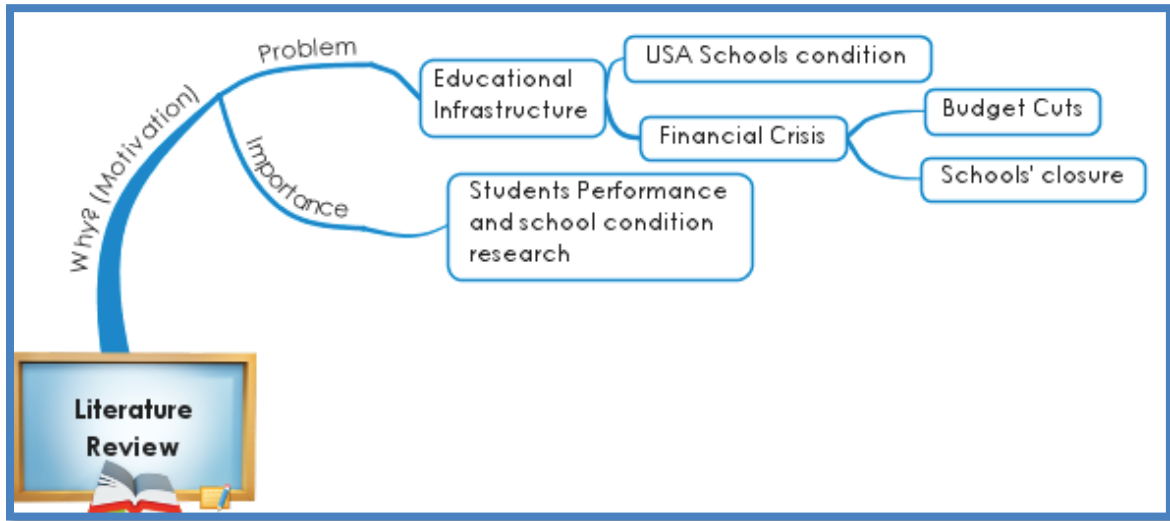 Problem
Why? (Motivation)
Importance
Educational
Infrastructure
USA Schools condition
Financial Crisis
Budget Cuts
Schools' closure
Students Performance
and school condition
research
Literature
Review